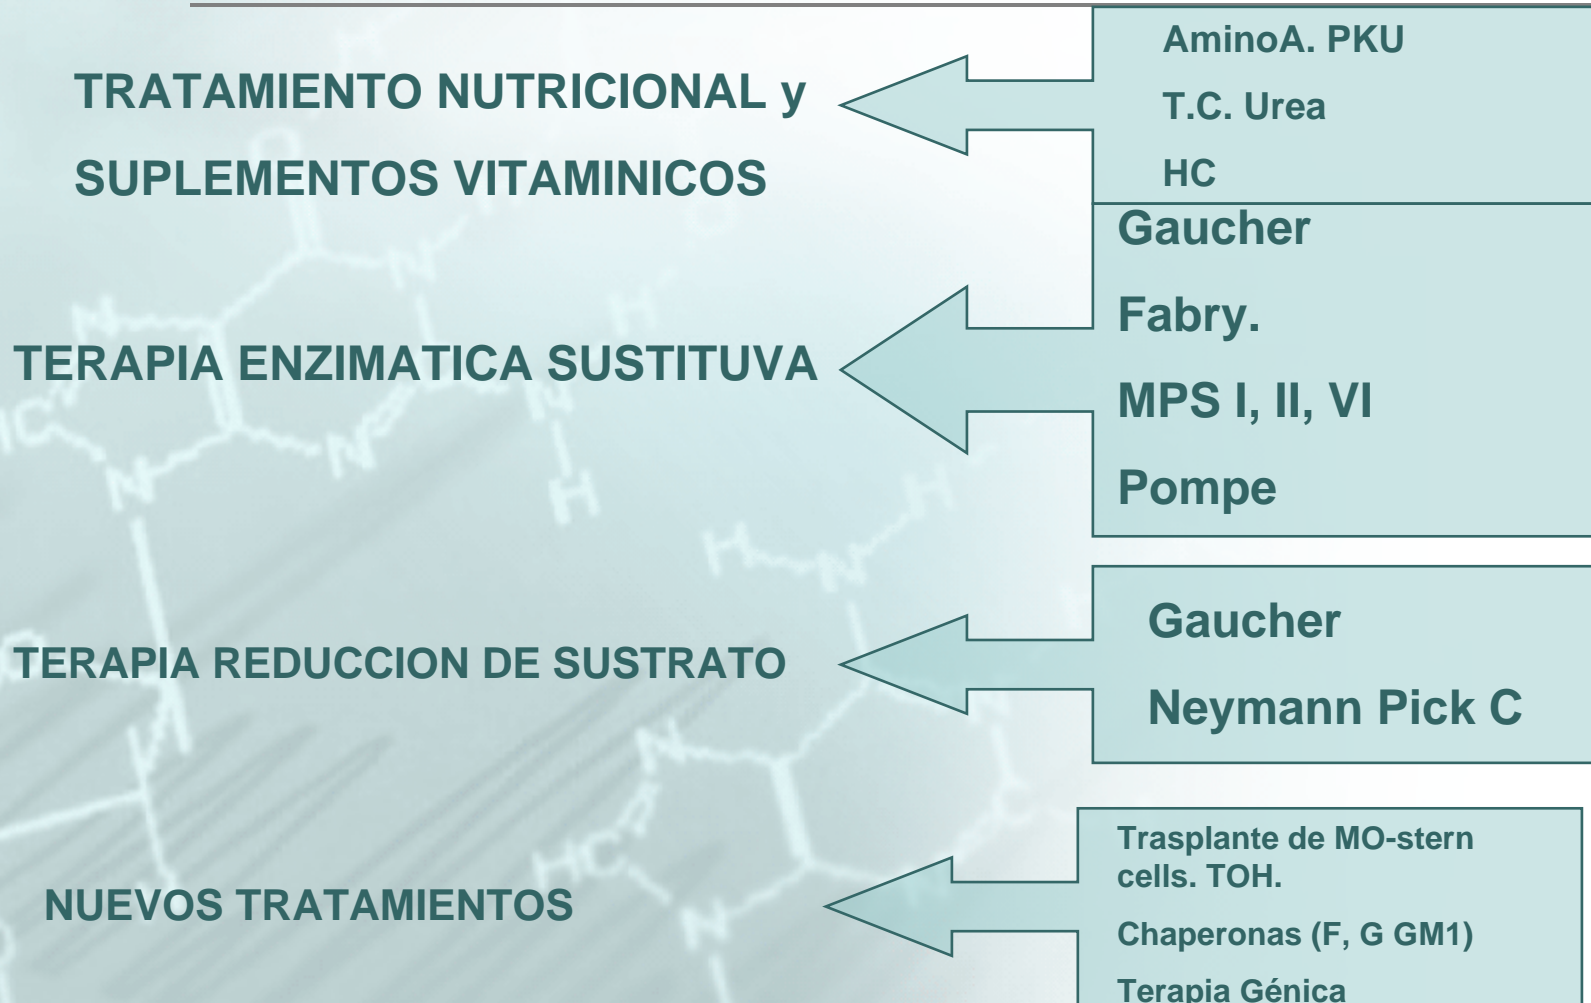 TRATAMIENTO NUTRICIONAL y
SUPLEMENTOS VITAMINICOS
AminoA. PKU
T.C. Urea
HC
TERAPIA ENZIMATICA SUSTITUVA
Gaucher
Fabry.
MPS I, II, VI
Pompe
TERAPIA REDUCCION DE SUSTRATO
Gaucher
Neymann Pick C
NUEVOS TRATAMIENTOS
Trasplante de MO-stern
cells. TOH.
Chaperonas (F, G GM1)
Terapia Génica